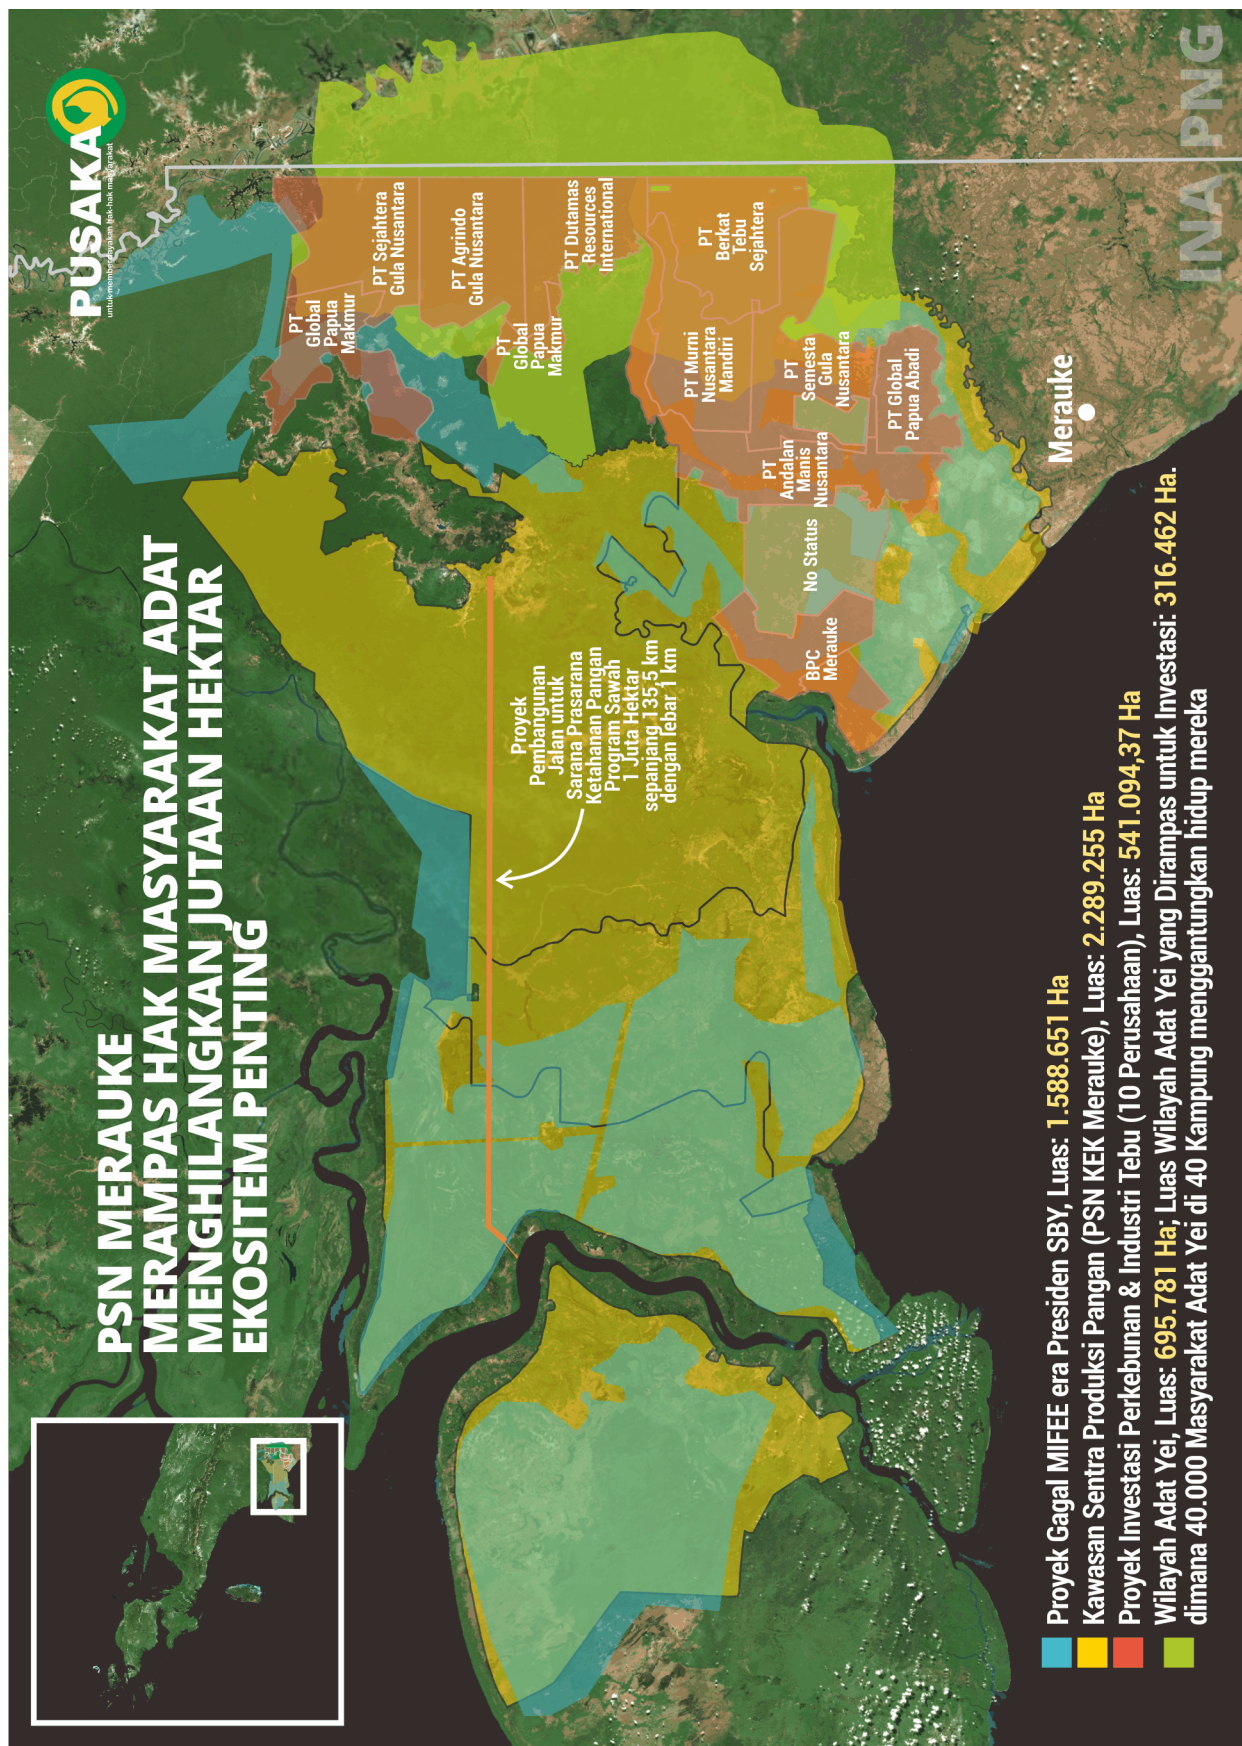 PSN MERAUKE
MERAMPAS HAK MASYARAKAT ADAT
MENGHILANGKAN JUTAAN HEKTAR
EKOSITEM PENTING
PUSAKA
untuk memberdayakan hak-hak masyarakat
PT
Global
Papua
Makmur
PT Sejahtera
Gula Nusantara
PT Agrindo
Gula Nusantara
PT
Global
Papua
Makmur
PT Dutamas
Resources
International
PT
Berkat
Tebu
Sejahtera
PT Murni
Nusantara
Mandiri
PT
Semesta
Gula
Nusantara
PT
Andalan
Manis
Nusantara
PT Global
Papua Abadi
No Status
BPC
Merauke
Proyek
Pembangunan
Jalan untuk
Sarana Prasarana
Ketahanan Pangan
Program Sawah
1 Juta Hektar
sepanjang 135,5 km
dengan lebar 1 km
Merauke
INA PNG
Proyek Gagal MIFEE era Presiden SBY, Luas: 1.588.651 Ha
Kawasan Sentra Produksi Pangan (PSN KEK Merauke), Luas: 2.289.255 Ha
Proyek Investasi Perkebunan & Industri Tebu (10 Perusahaan), Luas: 541.094,37 Ha
Wilayah Adat Yei, Luas: 695.781 Ha; Luas Wilayah Adat Yei yang Dirampas untuk Investasi: 316.462 Ha.
dimana 40.000 Masyarakat Adat Yei di 40 Kampung menggantungkan hidup mereka